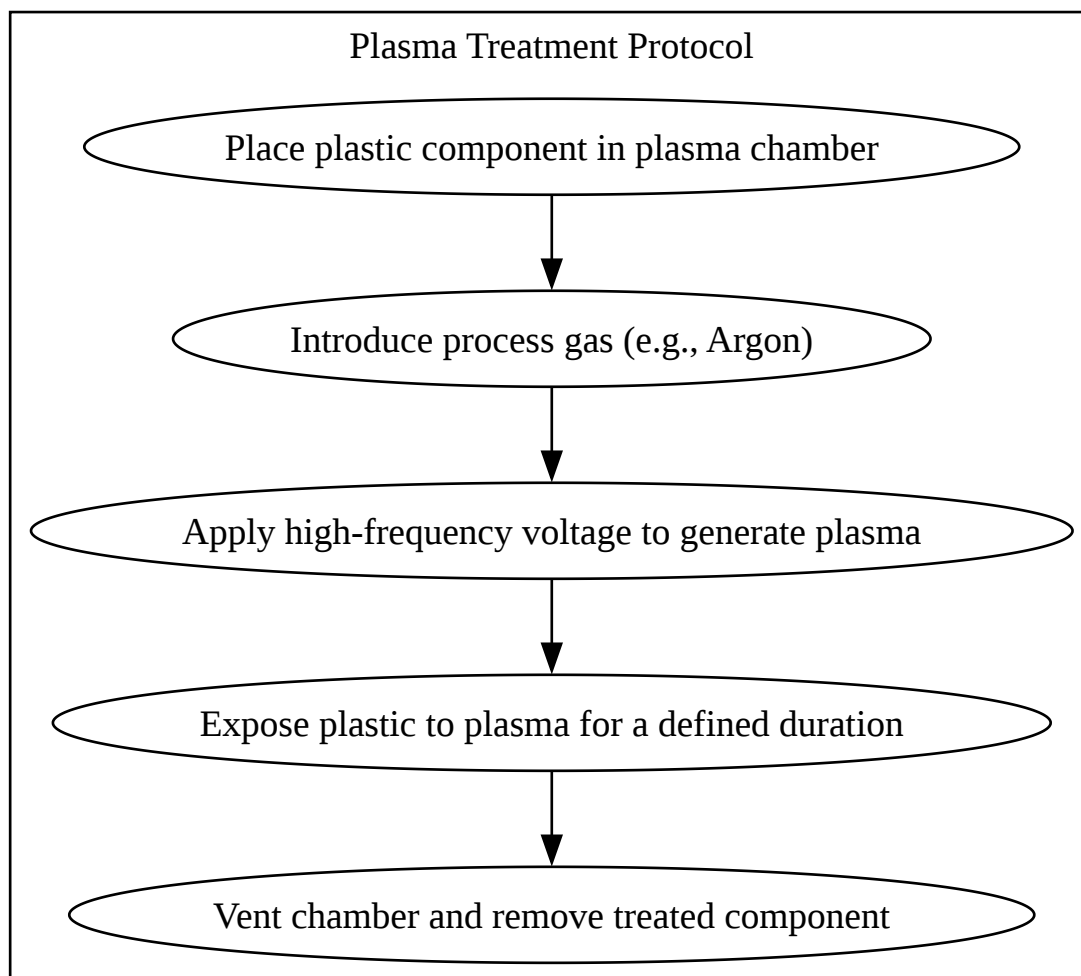 Plasma Treatment Protocol
Place plastic component in plasma chamber
Introduce process gas (e.g., Argon)
Apply high-frequency voltage to generate plasma
Expose plastic to plasma for a defined duration
Vent chamber and remove treated component